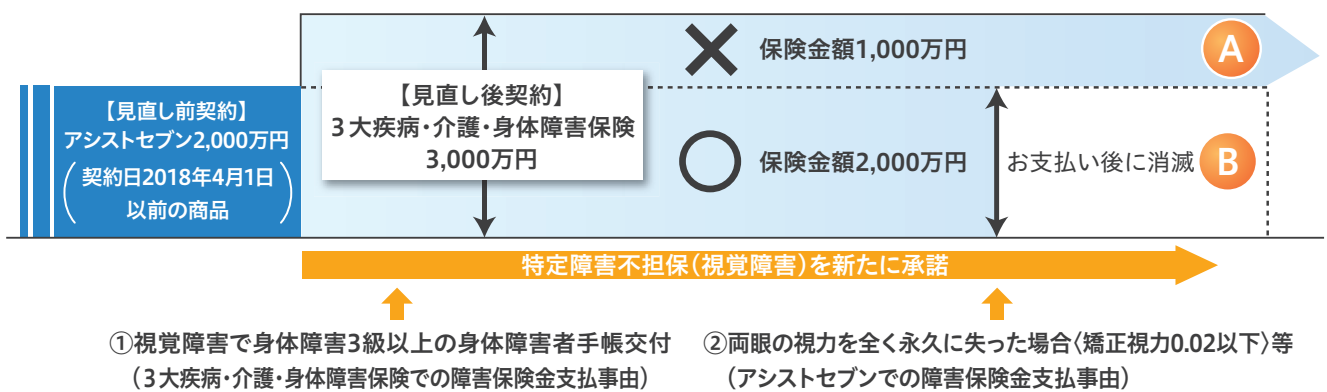 保険金額1,000万円
A
【見直し前契約】
アシストセブン2,000万円
(契約日2018年4月1日
以前の商品)
【見直し後契約】
3大疾病・介護・身体障害保険
3,000万円
保険金額2,000万円
お支払い後に消滅
B
特定障害不担保(視覚障害)を新たに承諾
①視覚障害で身体障害3級以上の身体障害者手帳交付
(3大疾病・介護・身体障害保険での障害保険金支払事由)
②両眼の視力を全く永久に失った場合〈矯正視力0.02以下〉等
(アシストセブンでの障害保険金支払事由)